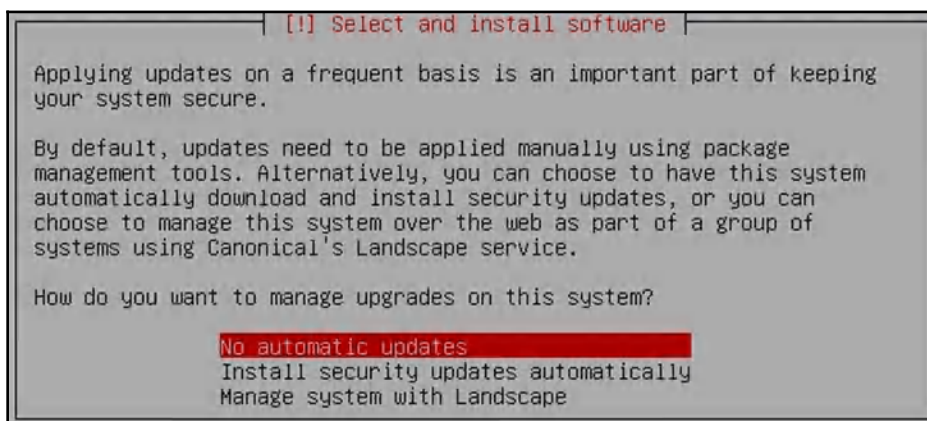 [!] Select and install software
Applying updates on a frequent basis is an important part of keeping
your system secure.
By default, updates need to be applied manually using package
management tools. Alternatively, you can choose to have this system
automatically download and install security updates, or you can
choose to manage this system over the web as part of a group of
systems using Canonical's Landscape service.
How do you want to manage upgrades on this system?
No automatic updates
Install security updates automatically
Manage system with Landscape